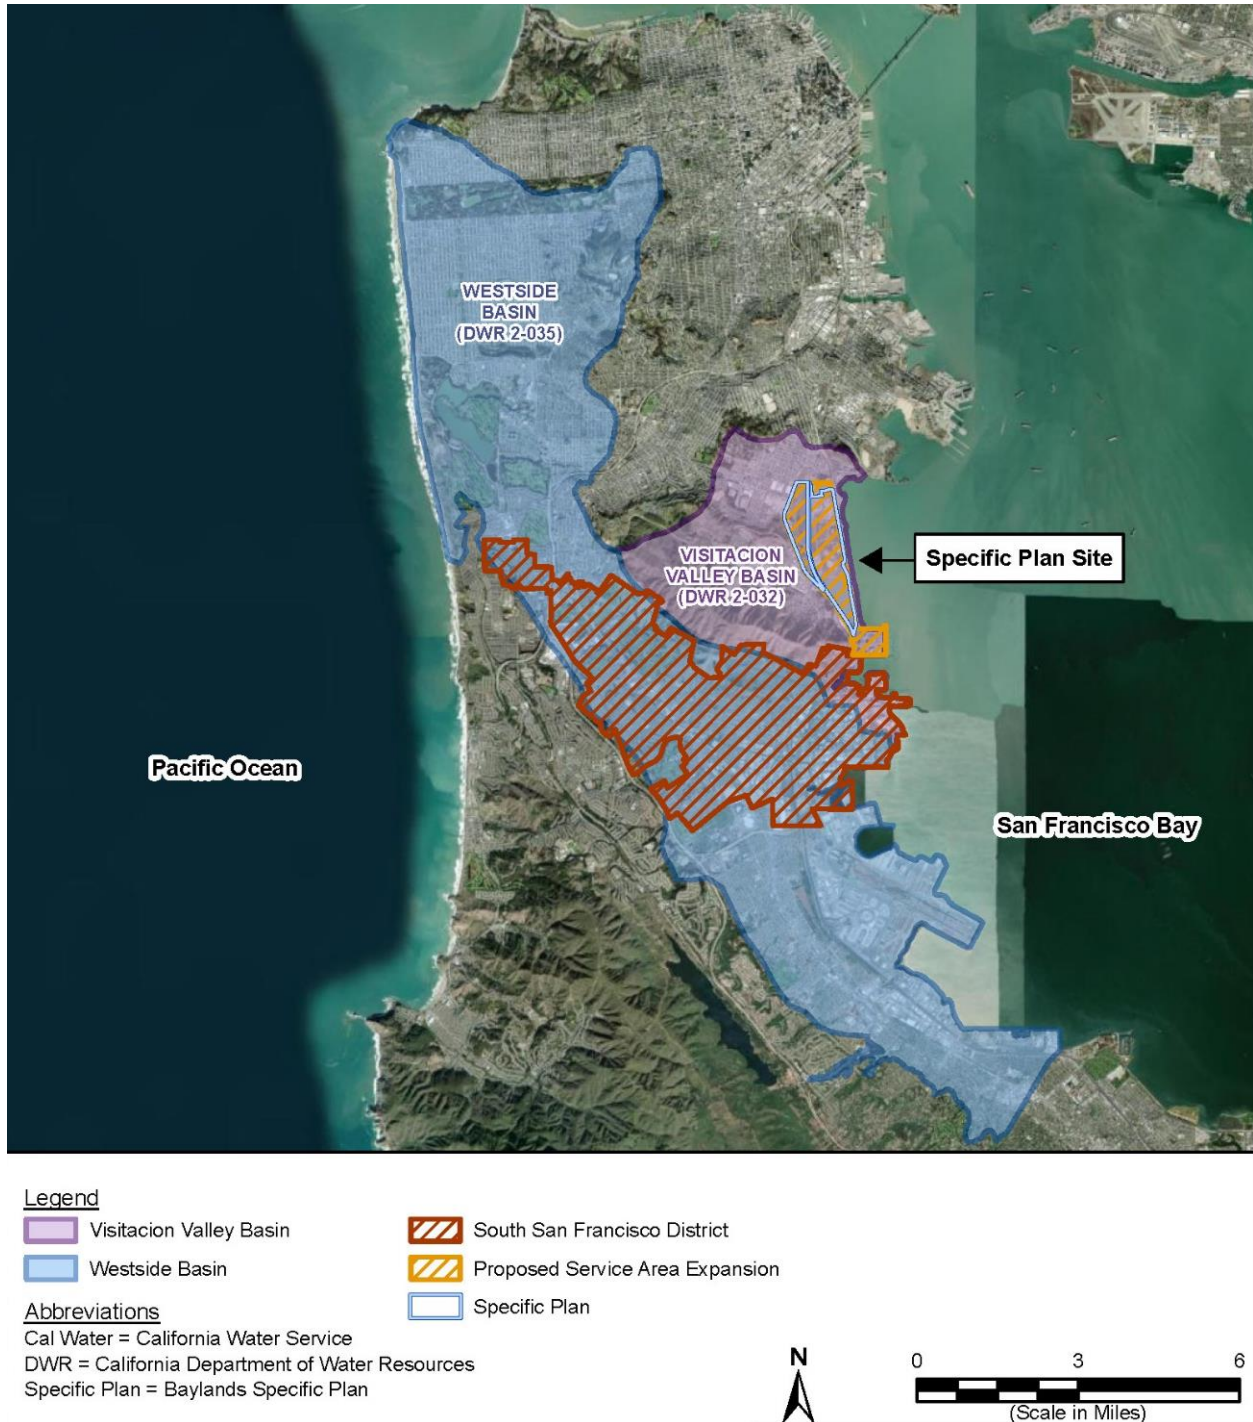 WESTSIDE
BASIN
(DWR 2-035)
VISITACION
VALLEY BASIN
(DWR 2-032)
Specific Plan Site
Pacific Ocean
San Francisco Bay
Legend
Visitacion Valley Basin
Westside Basin
South San Francisco District
Proposed Service Area Expansion
Specific Plan
Abbreviations
Cal Water = California Water Service
DWR = California Department of Water Resources
Specific Plan = Baylands Specific Plan
N
0 3 6
(Scale in Miles)